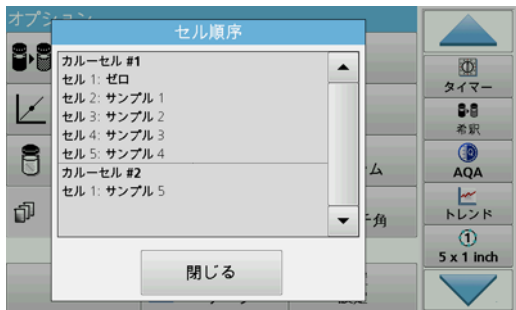 オプション
セル順序
カルーセル #1
セル 1: ゼロ
セル 2: サンプル 1
セル 3: サンプル 2
セル 4: サンプル 3
セル 5: サンプル 4
カルーセル #2
セル 1: サンプル 5
閉じる
タイマー
希釈
AQA
トレンド
5 x 1 inch